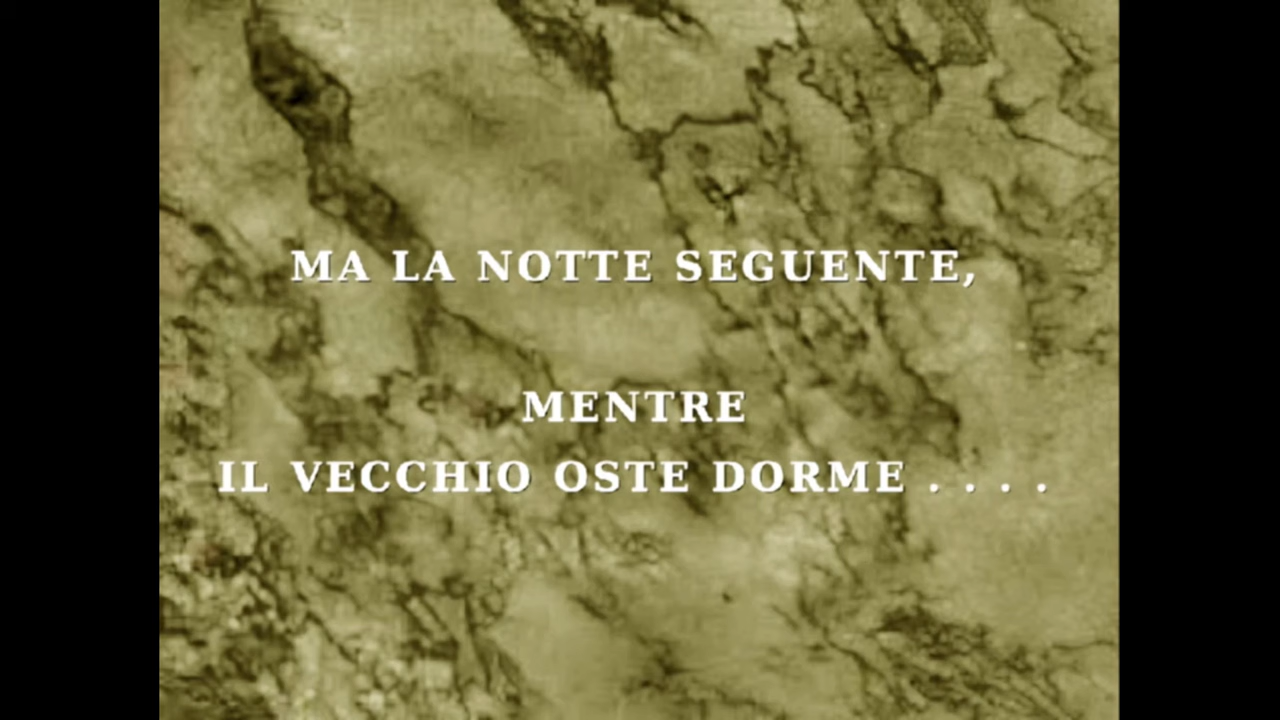 MA LA NOTTE SEGUENTE,
MENTRE
IL VECCHIO OSTE DORME . . . .